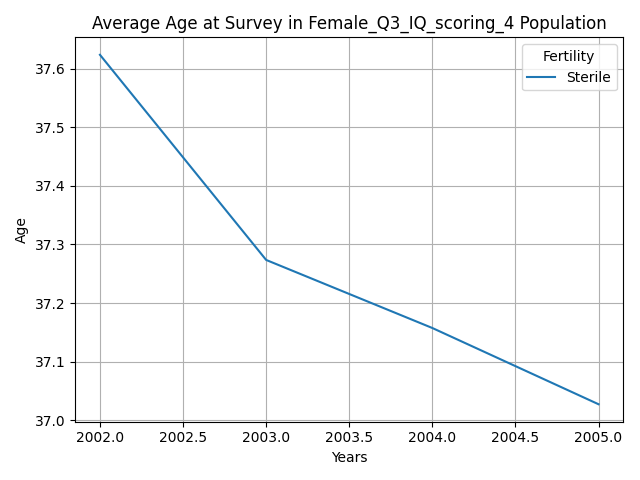 Average Age at Survey in Female_Q3_IQ_scoring_4 Population
Fertility
Sterile
37.6
37.5
37.4
37.3
37.2
37.1
37.0
Age
2002.0 2002.5 2003.0 2003.5 2004.0 2004.5 2005.0
Years